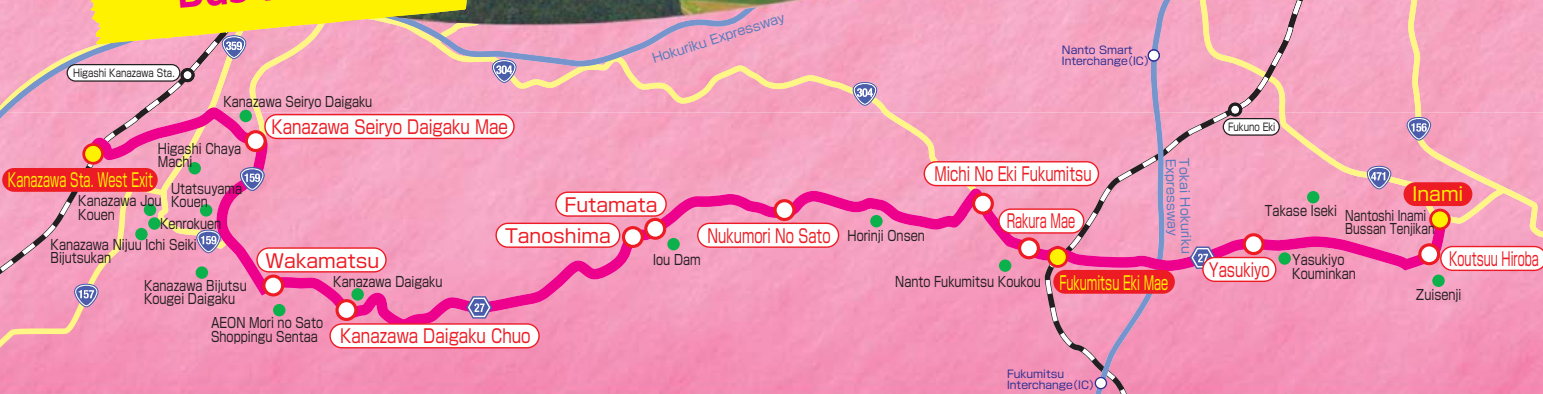 Bus
359
Hokuriku Expressway
Nanto Smart
Interchange(IC)
Higashi Kanazawa Sta.
304
304
Kanazawa Seiryo Daigaku
Kanazawa Seiryo Daigaku Mae
Fukuno Eki
156
Higashi Chaya
Machi
Kanazawa Sta. West Exit
159
Utatsuyama
Kouen
Kanazawa Jou
Kouen
Kenrokuen
Kanazawa Nijuu Ichi Seiki
Bijutsukan
159
Michi No Eki Fukumitsu
Tokai Hokuriku
Expressway
471
Inami
Futamata
Tanoshima
Nukumori No Sato
Horinji Onsen
Rakura Mae
Takase Iseki
Nantoshi Inami
Bussan Tenjikan
Iou Dam
Wakamatsu
Kanazawa Bijutsu
Kougei Daigaku
Kanazawa Daigaku
Nanto Fukumitsu Koukou
Fukumitsu Eki Mae
27
Yasukiyo
Yasukiyo
Kouminkan
Koutsuu Hiroba
Zuisenji
157
27
AEON Mori no Sato
Shoppingu Sentaa
Kanazawa Daigaku Chuo
Fukumitsu
Interchange(IC)